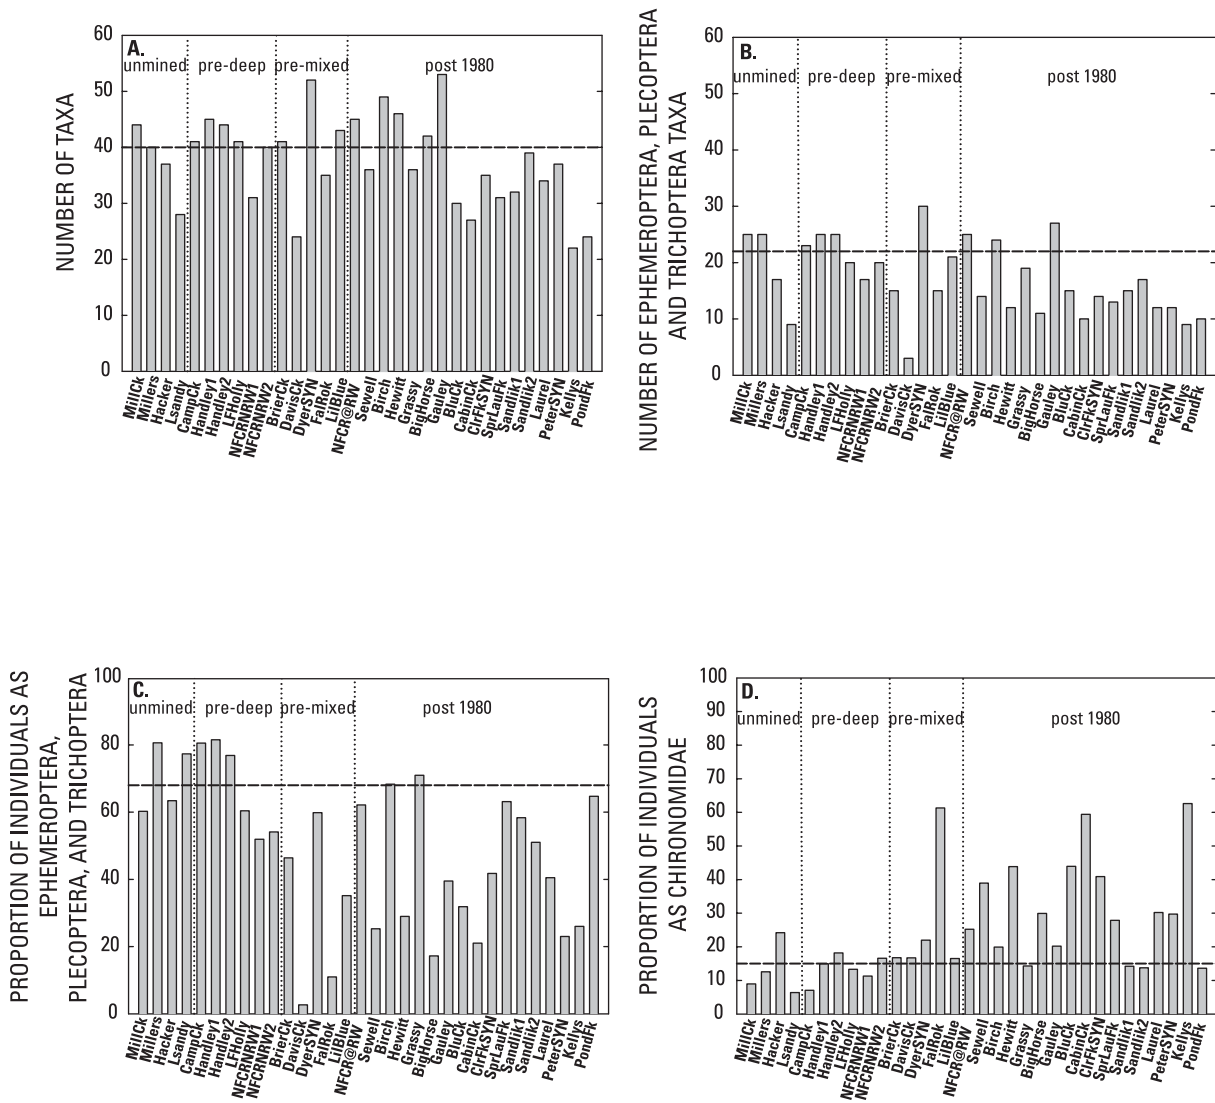 NUMBER OF TAXA
60
50
40
30
20
10
0
A.
unmined
pre-deep
pre-mixed
post 1980
MillCk
Millers
Hacker
Lsandy
CampCk
Handley1
Handley2
LFHolly
NFCRNRW1
NFCRNRW2
BrierCk
DavisCk
DyerSYN
FalRok
LilBlue
NFCR@RW
Sewell
Birch
Hewitt
Grassy
BigHorse
Gauley
BluCk
CabinCk
ClrFkSYN
SprLauFk
Sandlik1
Sandlik2
Laurel
PeterSYN
Kellys
PondFk
NUMBER OF EPHEMEROPTERA, PLECOPTERA
AND TRICHOPTERA TAXA
60
50
40
30
20
10
0
B.
unmined
pre-deep
pre-mixed
post 1980
MillCk
Millers
Hacker
Lsandy
CampCk
Handley1
Handley2
LFHolly
NFCRNRW1
NFCRNRW2
BrierCk
DavisCk
DyerSYN
FalRok
LilBlue
NFCR@RW
Sewell
Birch
Hewitt
Grassy
BigHorse
Gauley
BluCk
CabinCk
ClrFkSYN
SprLauFk
Sandlik1
Sandlik2
Laurel
PeterSYN
Kellys
PondFk
PROPORTION OF INDIVIDUALS AS
EPHEMEROPTERA,
PLECOPTERA, AND TRICHOPTERA
100
80
60
40
20
0
C.
unmined
pre-deep
pre-mixed
post 1980
MillCk
Millers
Hacker
Lsandy
CampCk
Handley1
Handley2
LFHolly
NFCRNRW1
NFCRNRW2
BrierCk
DavisCk
DyerSYN
FalRok
LilBlue
NFCR@RW
Sewell
Birch
Hewitt
Grassy
BigHorse
Gauley
BluCk
CabinCk
ClrFkSYN
SprLauFk
Sandlik1
Sandlik2
Laurel
PeterSYN
Kellys
PondFk
PROPORTION OF INDIVIDUALS
AS CHIRONOMIDAE
100
90
80
70
60
50
40
30
20
10
0
D.
unmined
pre-deep
pre-mixed
post 1980
MillCk
Millers
Hacker
Lsandy
CampCk
Handley1
Handley2
LFHolly
NFCRNRW1
NFCRNRW2
BrierCk
DavisCk
DyerSYN
FalRok
LilBlue
NFCR@RW
Sewell
Birch
Hewitt
Grassy
BigHorse
Gauley
BluCk
CabinCk
ClrFkSYN
SprLauFk
Sandlik1
Sandlik2
Laurel
PeterSYN
Kellys
PondFk